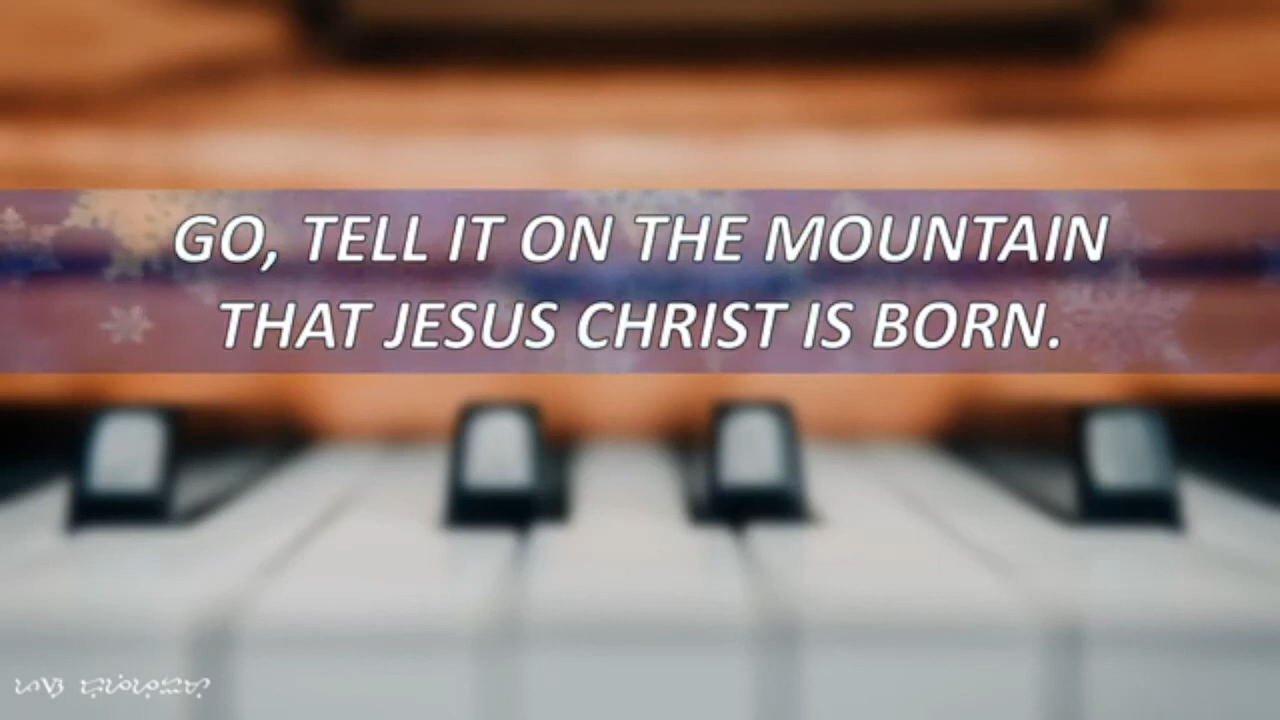 GO, TELL IT ON THE MOUNTAIN
THAT JESUS CHRIST IS BORN.